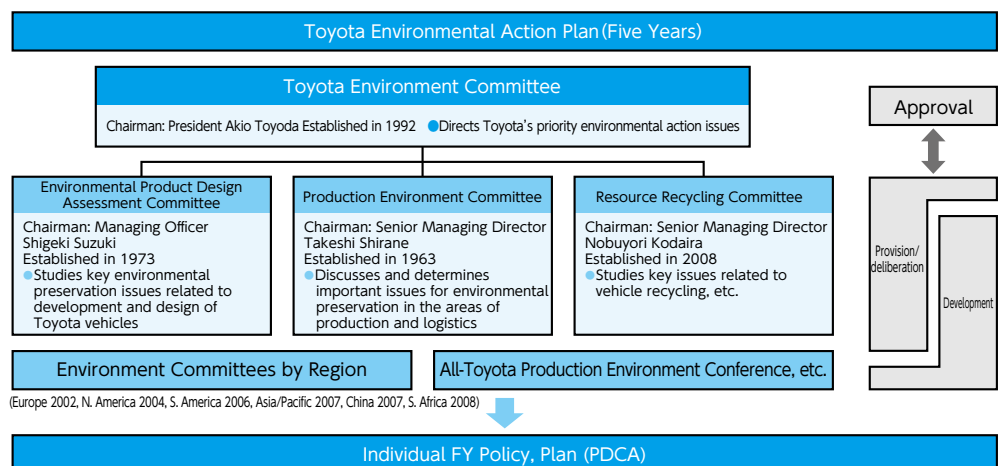 Toyota Environmental Action Plan (Five Years)
Toyota Environment Committee
Chairman: President Akio Toyoda Established in 1992 ●Directs Toyota's priority environmental action issues
Approval
Environmental Product Design
Assessment Committee
Chairman: Managing Officer
Shigeki Suzuki
Established in 1973
●Studies key environmental
preservation issues related to
development and design of
Toyota vehicles
Production Environment Committee
Chairman: Senior Managing Director
Takeshi Shirane
Established in 1963
●Discusses and determines
important issues for environmental
preservation in the areas of
production and logistics
Resource Recycling Committee
Chairman: Senior Managing Director
Nobuyori Kodaira
Established in 2008
●Studies key issues related to
vehicle recycling, etc.
Provision/
deliberation
Development
Environment Committees by Region
All-Toyota Production Environment Conference, etc.
(Europe 2002, N. America 2004, S. America 2006, Asia/Pacific 2007, China 2007, S. Africa 2008)
Individual FY Policy, Plan (PDCA)